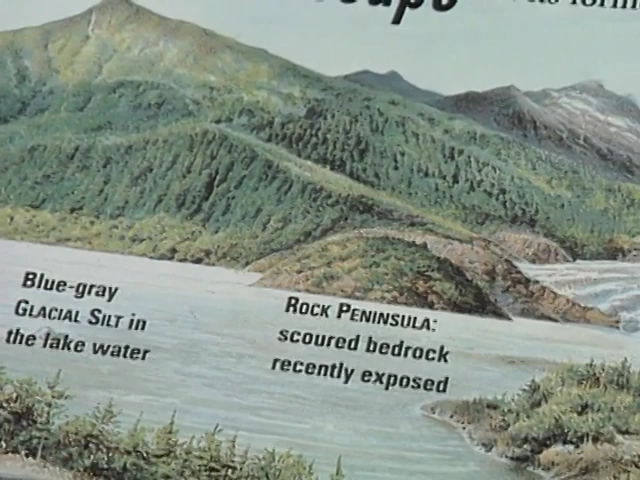 Blue-gray
GLACIAL SILT in
the lake water
ROCK PENINSULA:
scoured bedrock
recently exposed